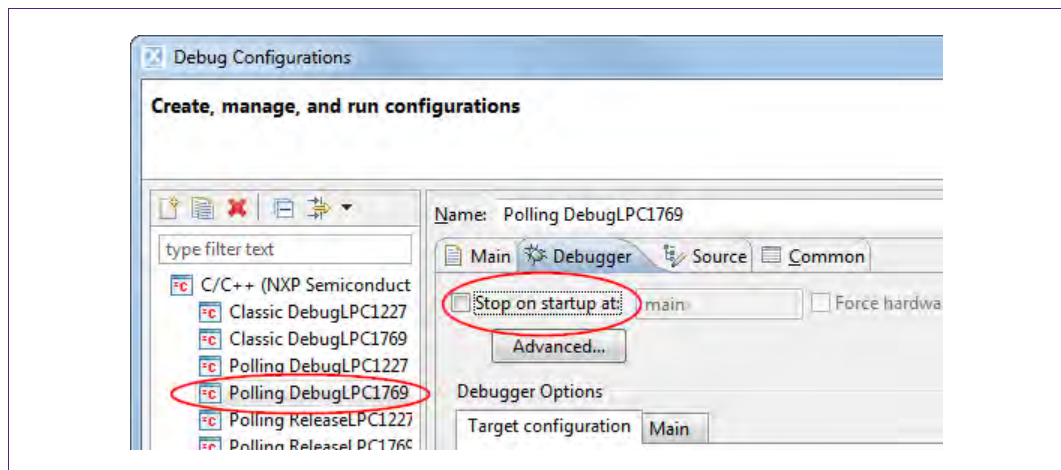 Debug Configurations
Create, manage, and run configurations
Name: Polling DebugLPC1769
type filter text
Main Debugger Source Common
C/C++ (NXP Semiconduct
Stop on startup at: main Force hardwa
Classic DebugLPC1227
Classic DebugLPC1769
Advanced...
Polling DebugLPC1227
Polling DebugLPC1769
Debugger Options
Polling ReleaseLPC1227
Target configuration Main
Polling ReleaseLPC1769